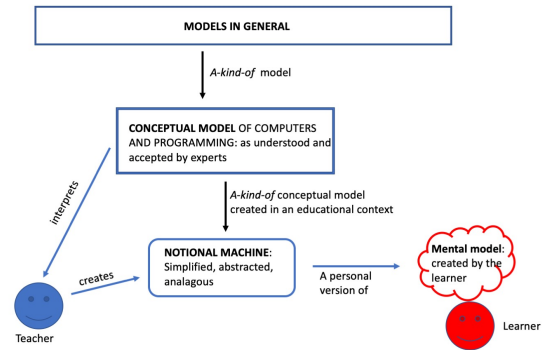 MODELS IN GENERAL
A-kind-of model
CONCEPTUAL MODEL OF COMPUTERS
AND PROGRAMMING: as understood and
accepted by experts
interprets
A-kind-of conceptual model
created in an educational context
NOTIONAL MACHINE:
Simplified, abstracted,
analagous
creates
A personal
version of
Mental model:
created by the
learner
Teacher
Learner